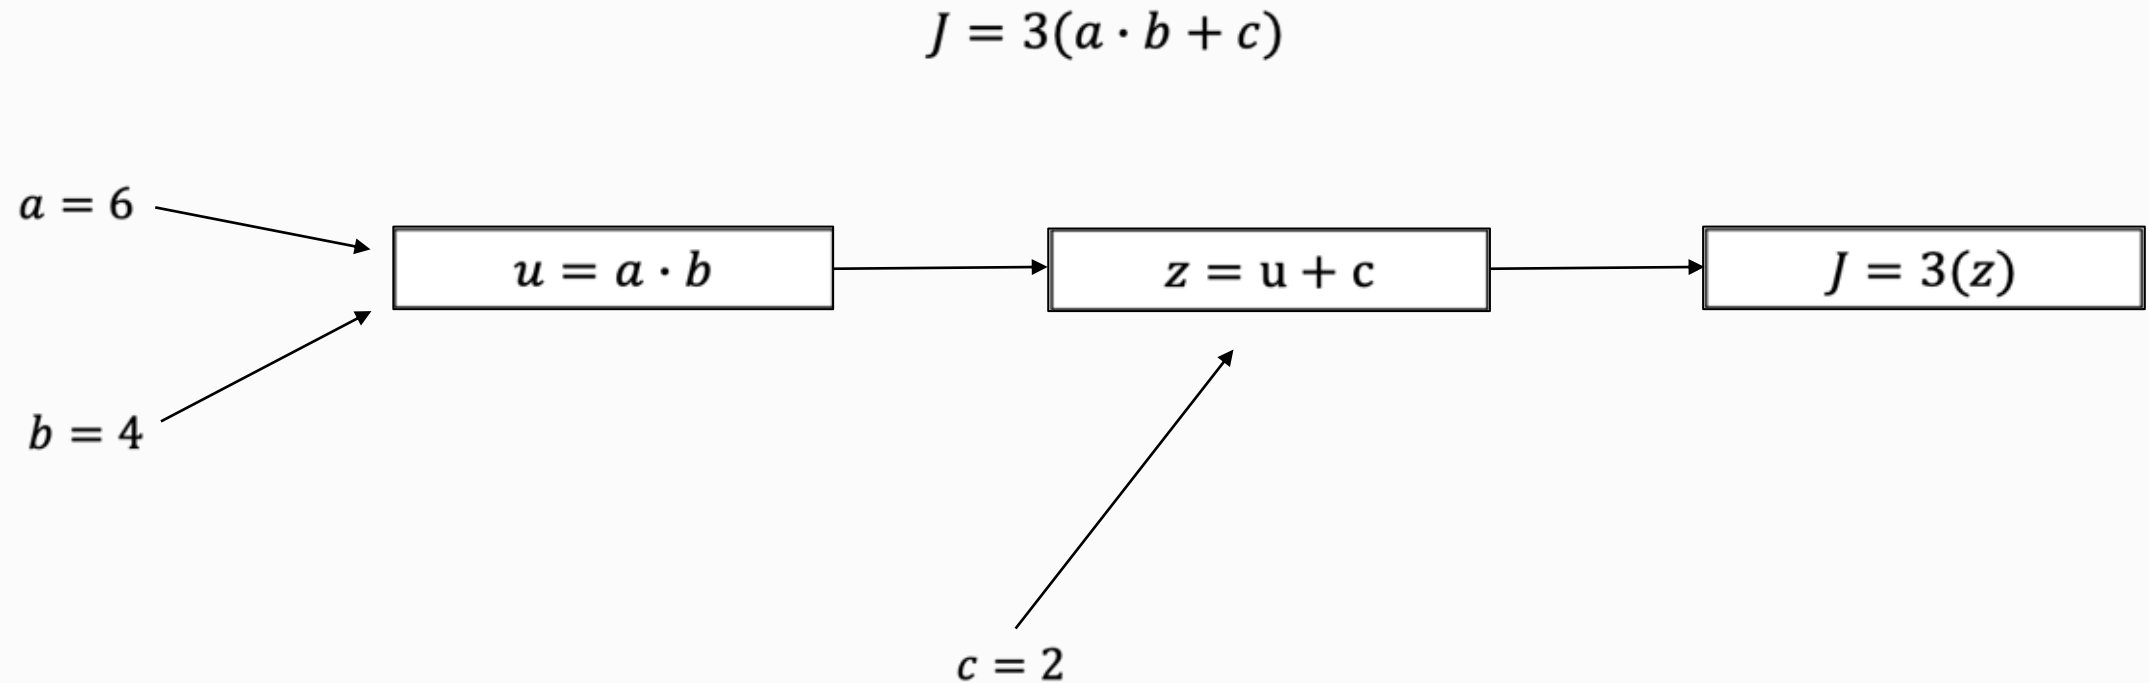 J = 3(a · b + c)
a = 6
u = a · b
z = u + c
J = 3(z)
b = 4
c = 2